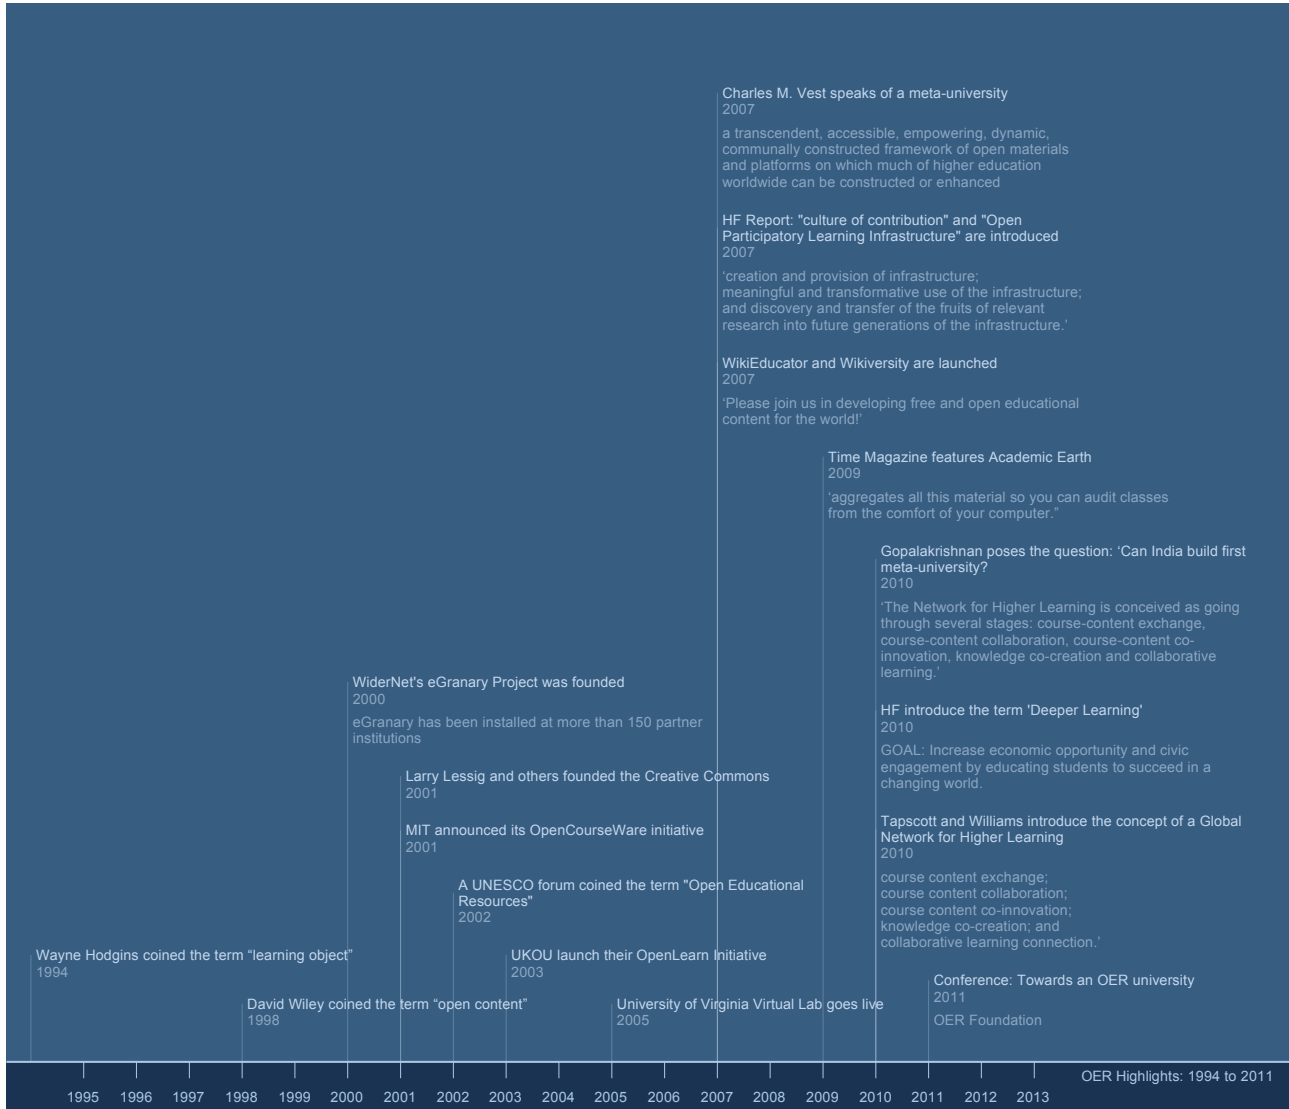 Charles M. Vest speaks of a meta-university
2007
a transcendent, accessible, empowering, dynamic,
communally constructed framework of open materials
and platforms on which much of higher education
worldwide can be constructed or enhanced
HF Report: "culture of contribution" and "Open
Participatory Learning Infrastructure" are introduced
2007
‘creation and provision of infrastructure;
meaningful and transformative use of the infrastructure;
and discovery and transfer of the fruits of relevant
research into future generations of the infrastructure.’
WikiEducator and Wikiversity are launched
2007
‘Please join us in developing free and open educational
content for the world!’
Time Magazine features Academic Earth
2009
‘aggregates all this material so you can audit classes
from the comfort of your computer.”
Gopalakrishnan poses the question: ‘Can India build first
meta-university?
2010
‘The Network for Higher Learning is conceived as going
through several stages: course-content exchange,
course-content collaboration, course-content co-
innovation, knowledge co-creation and collaborative
learning.’
WiderNet's eGranary Project was founded
2000
eGranary has been installed at more than 150 partner
institutions
HF introduce the term 'Deeper Learning'
2010
GOAL: Increase economic opportunity and civic
engagement by educating students to succeed in a
changing world.
Larry Lessig and others founded the Creative Commons
2001
MIT announced its OpenCourseWare initiative
2001
Tapscott and Williams introduce the concept of a Global
Network for Higher Learning
2010
course content exchange;
course content collaboration;
course content co-innovation;
knowledge co-creation; and
collaborative learning connection.’
A UNESCO forum coined the term "Open Educational
Resources"
2002
Wayne Hodgins coined the term “learning object”
1994
UKOU launch their OpenLearn Initiative
2003
Conference: Towards an OER university
2011
OER Foundation
David Wiley coined the term “open content”
1998
University of Virginia Virtual Lab goes live
2005
OER Highlights: 1994 to 2011
1995 1996 1997 1998 1999 2000 2001 2002 2003 2004 2005 2006 2007 2008 2009 2010 2011 2012 2013